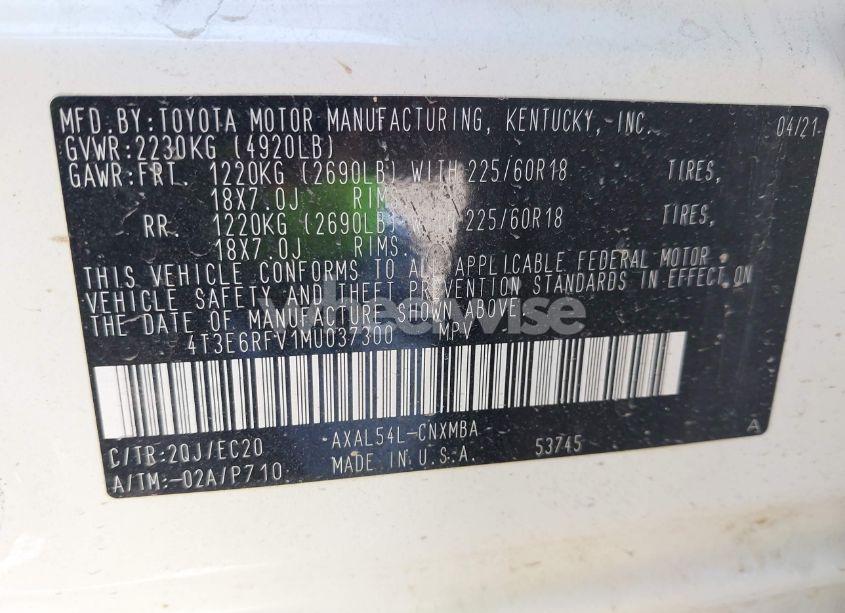 MFD.BY:TOYOTA MOTOR MANUFACTURING, KENTUCKY, INC. 04/21
GVWR:2230KG (4920LB)
GAWR:FRT. 1220KG (2690LB) WITH 225/60R18 TIRES,
18X7.0J RIMS
RR. 1220KG (2690LB) 225/60R18 TIRES,
18X7.0J RIMS.
THIS VEHICLE CONFORMS TO ALL APPLICABLE FEDERAL MOTOR
VEHICLE SAFETY AND THEFT PREVENTION STANDARDS IN EFFECT ON
THE DATE OF MANUFACTURE SHOWN ABOVE.
wheelwise
4T3E6RFV1MU037300 MPV
C/TR:20J/EC20 AXAL54L-CNXMBA 53745 A
A/TM:-02A/P710 MADE IN U.S.A.